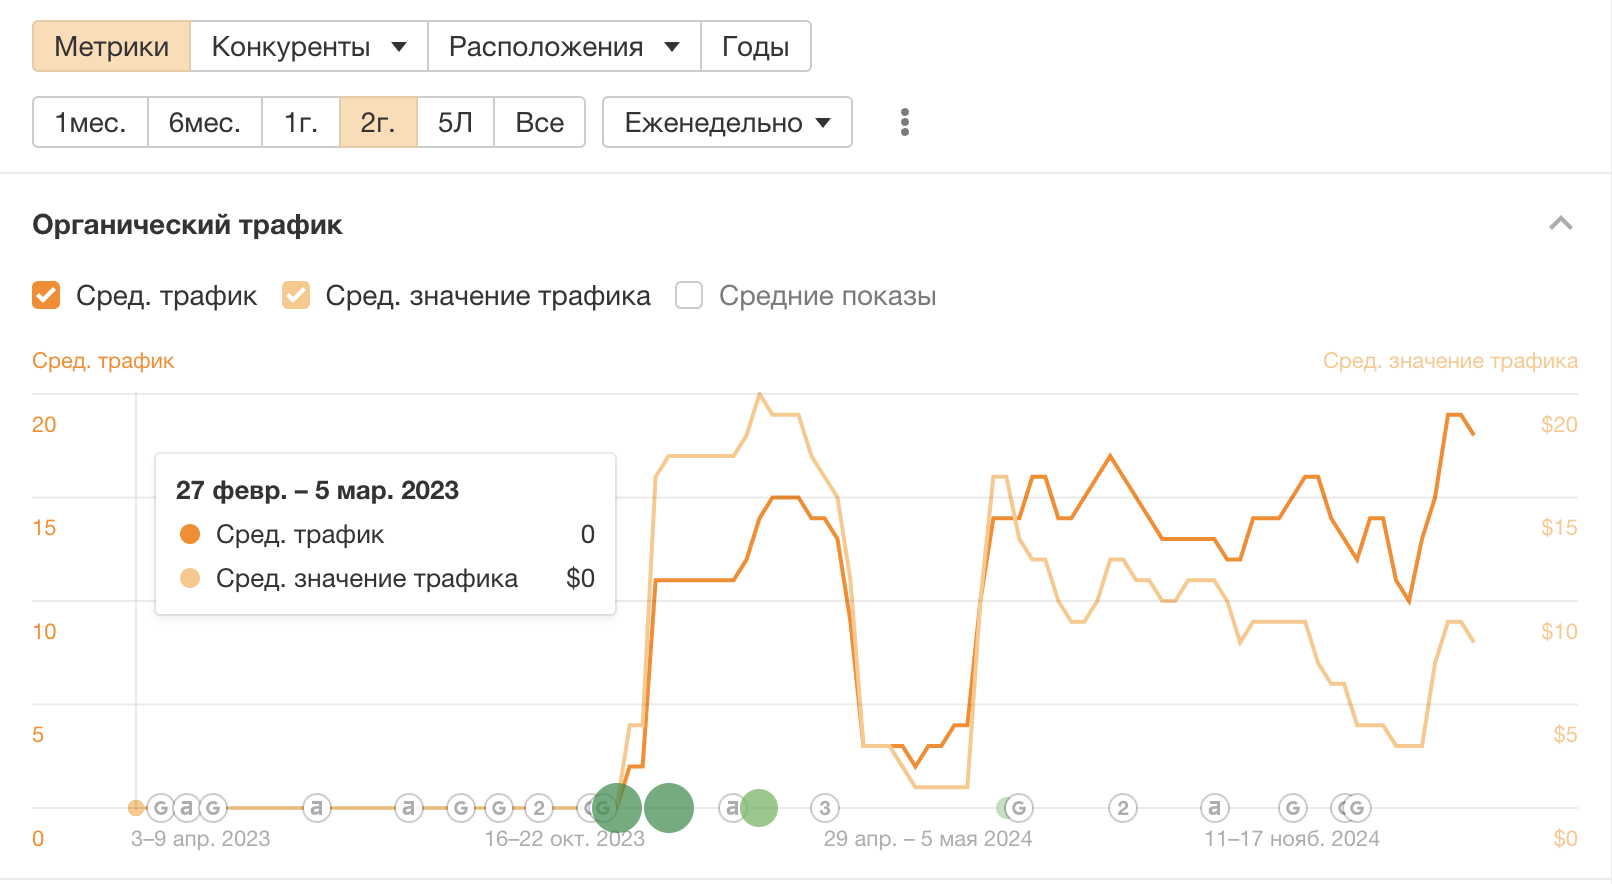 Метрики Конкуренты Расположения Годы
1мес. 6мес. 1г. 2г. 5Л Все Еженедельно
Органический трафик
Сред. трафик Сред. значение трафика Средние показы
Сред. трафик Сред. значение трафика
20 $20
27 февр. – 5 мар. 2023
15 $15
Сред. трафик 0
Сред. значение трафика $0
10 $10
5 $5
G a G a a G G 2 G a 3 G 2 a G G
0 3–9 апр. 2023 16–22 окт. 2023 29 апр. – 5 мая 2024 11–17 нояб. 2024 $0